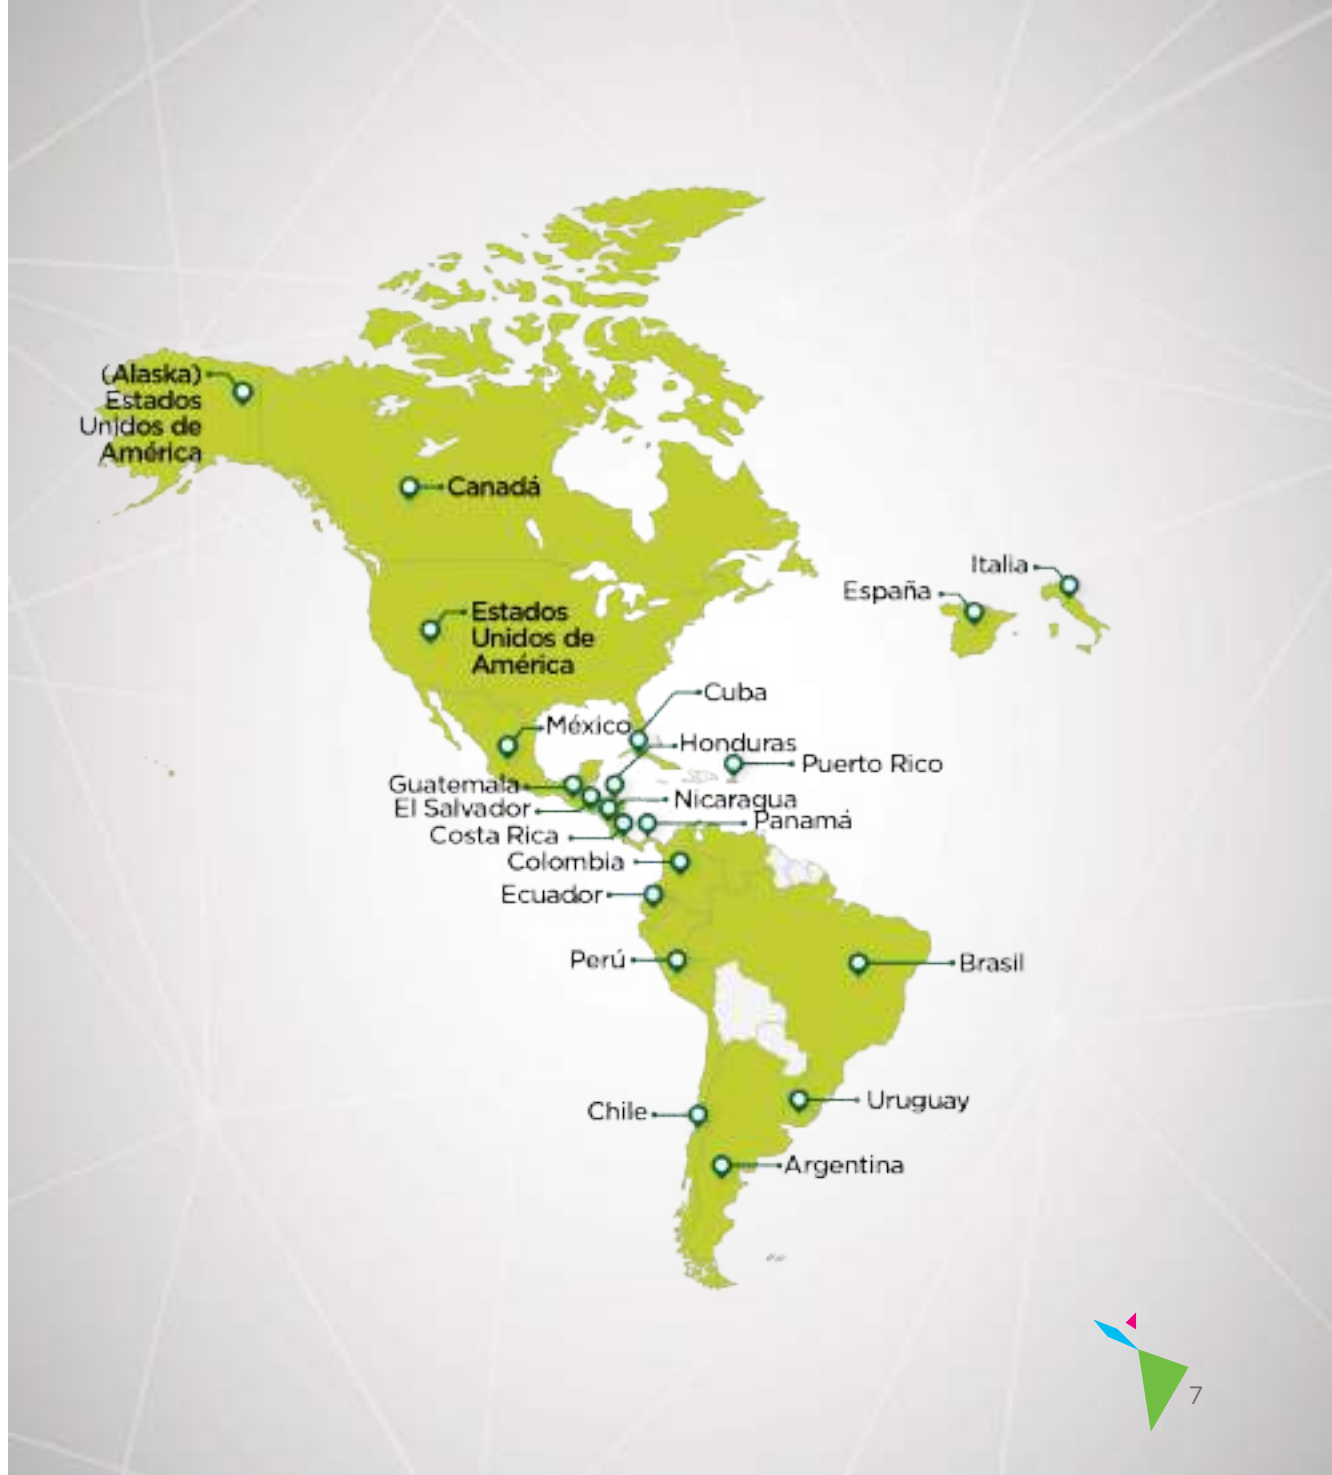 (Alaska)
Estados
Unidos de
América
Canadá
Italia
España
Estados
Unidos de
América
Cuba
México
Honduras
Puerto Rico
Guatemala
El Salvador
Nicaragua
Panamá
Costa Rica
Colombia
Ecuador
Perú
Brasil
Chile
Uruguay
Argentina
7